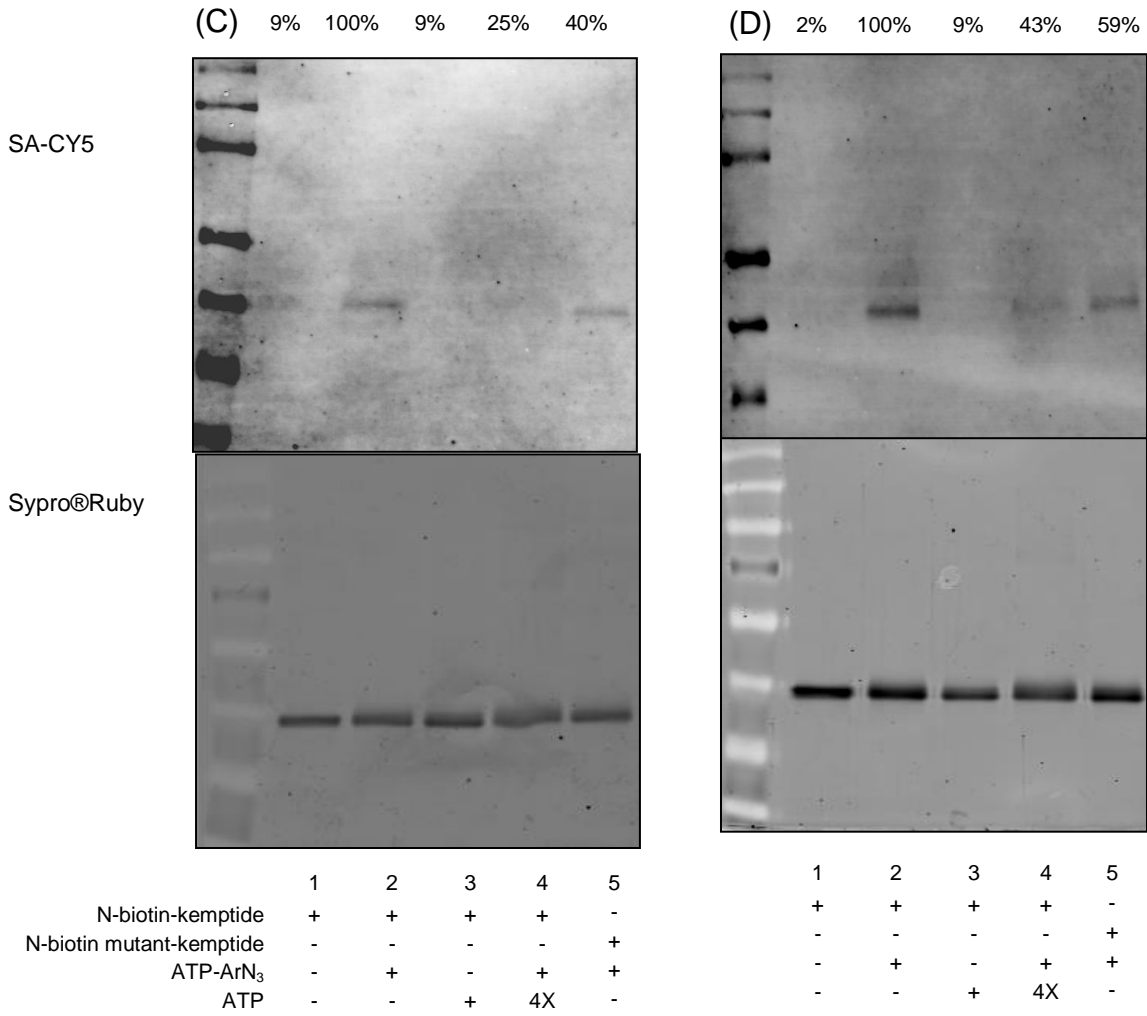 (C) 9% 100% 9% 25% 40%
(D) 2% 100% 9% 43% 59%
SA-CY5
Sypro®Ruby
1 2 3 4 5
N-biotin-kemptide + + + + -
N-biotin mutant-kemptide - - - - +
ATP-ArN₃ - + - + +
ATP - - + 4X -
1 2 3 4 5
+ + + + -
- - - - +
- + - + +
- - + 4X -